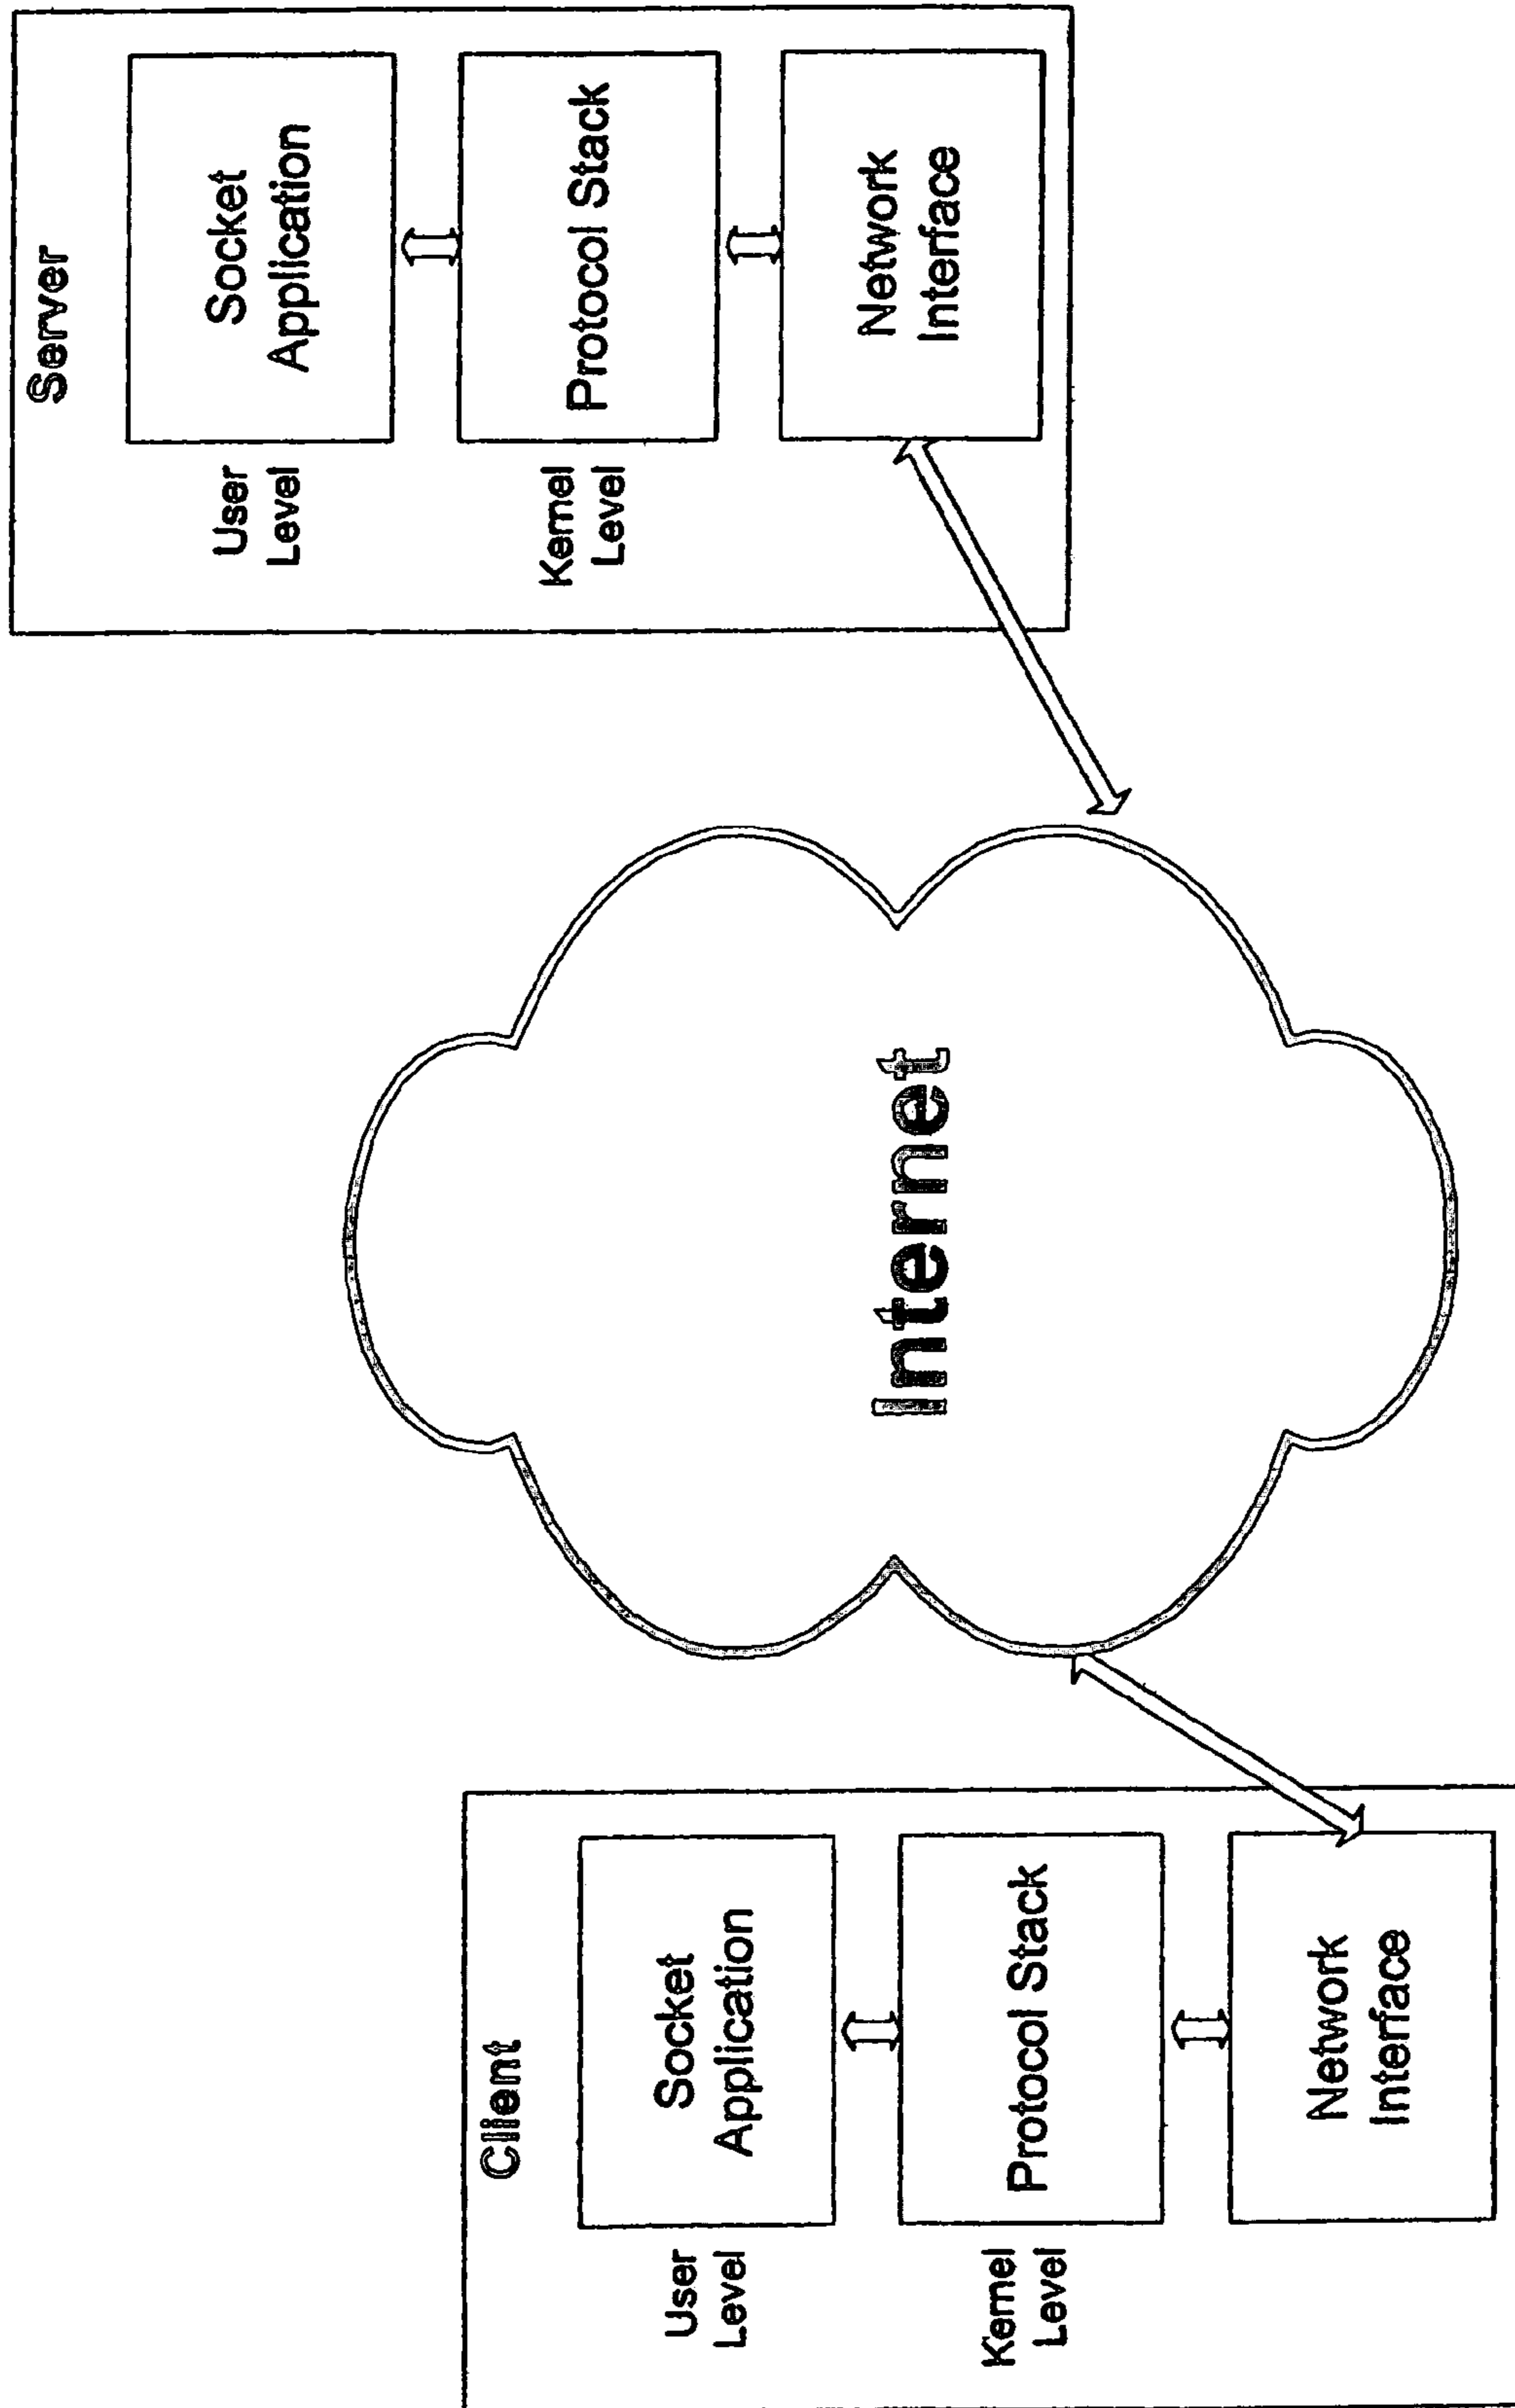 Client
Socket
Application
User
Level
Protocol Stack
Kernel
Level
Network
Interface
Internet
Server
Socket
Application
User
Level
Protocol Stack
Kernel
Level
Network
Interface